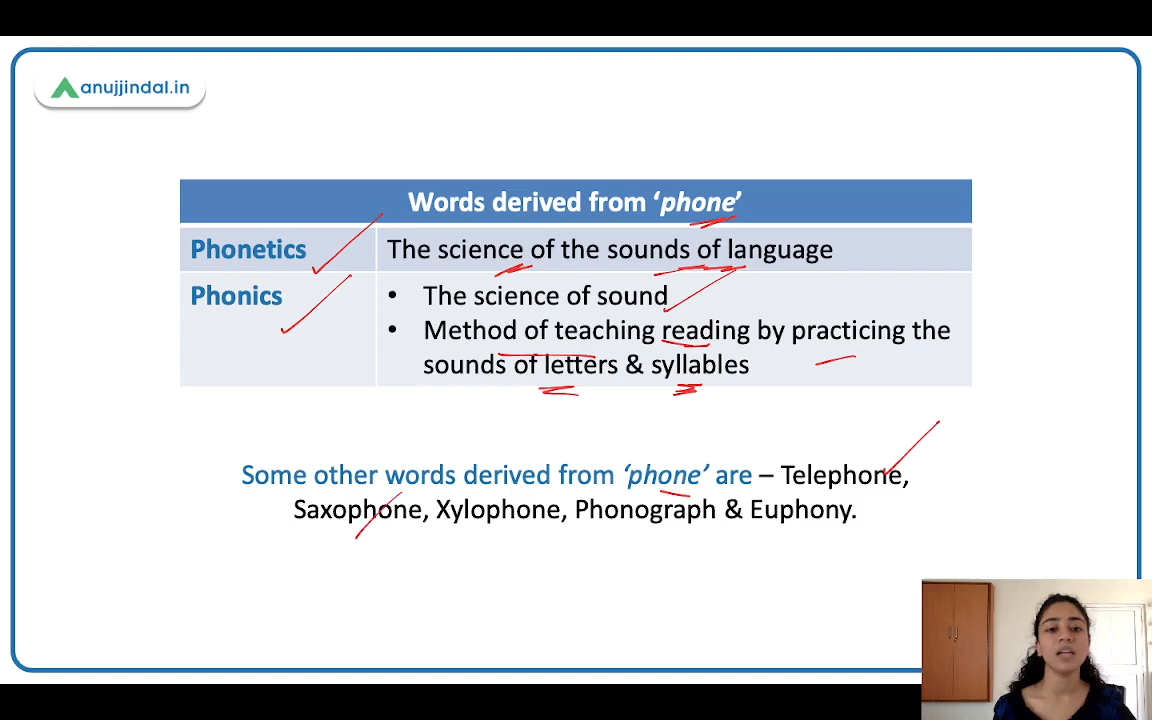 anujjindal.in
Words derived from ‘phone’
Phonetics
The science of the sounds of language
Phonics
• The science of sound
• Method of teaching reading by practicing the
sounds of letters & syllables
Some other words derived from ‘phone’ are – Telephone,
Saxophone, Xylophone, Phonograph & Euphony.